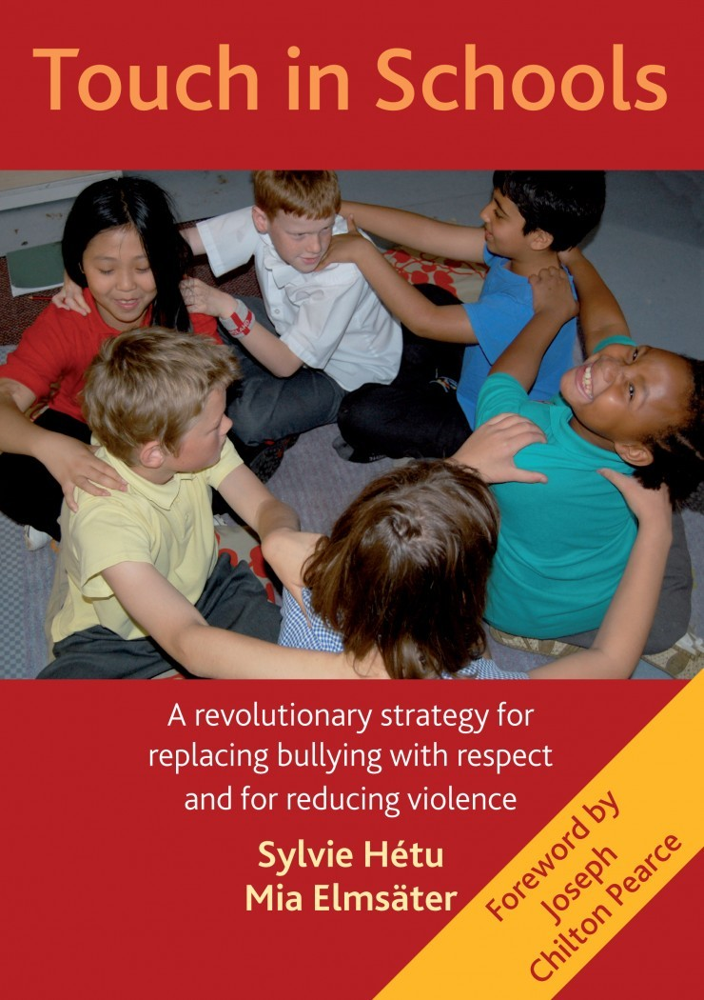 Touch in Schools
A revolutionary strategy for
replacing bullying with respect
and for reducing violence
Sylvie Hétu
Mia Elmsäter
Foreword by
Joseph
Chilton Pearce